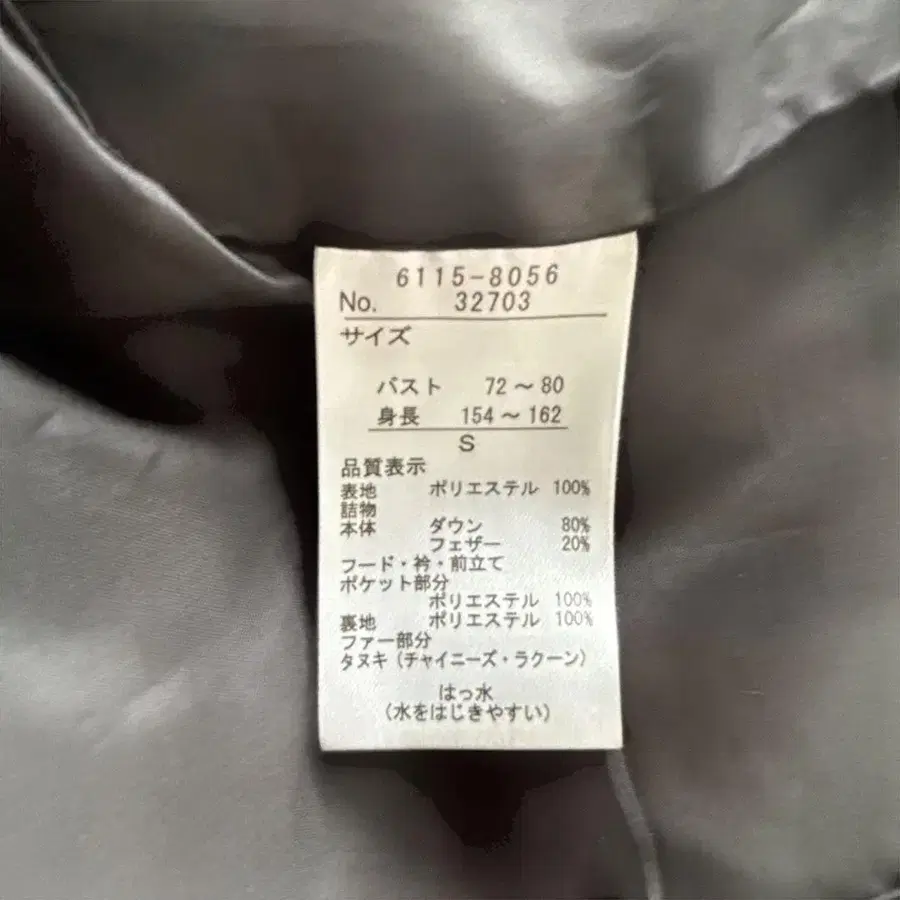 6115-8056
No. 32703
サイズ
バスト 72～80
身長 154～162
S
品質表示
表地 ポリエステル 100%
詰物
本体 ダウン 80%
フェザー 20%
フード・衿・前立て
ポケット部分
ポリエステル 100%
裏地 ポリエステル 100%
ファー部分
タヌキ（チャイニーズ・ラクーン）
はっ水
（水をはじきやすい）